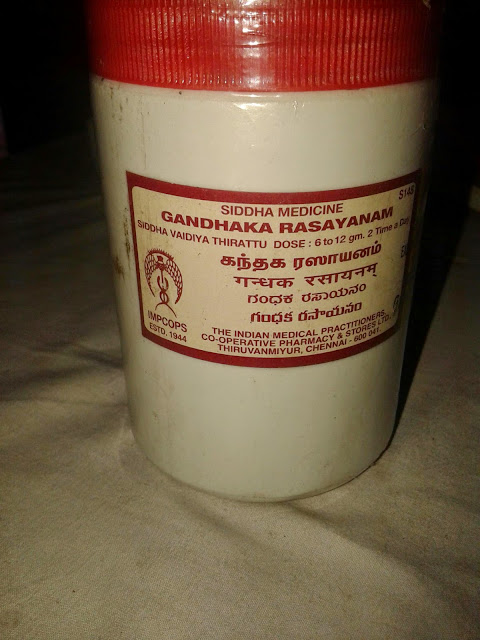 S148
SIDDHA MEDICINE
GANDHAKA RASAYANAM
SIDDHA VAIDIYA THIRATTU DOSE : 6 to 12 gm. 2 Time a Day
கந்தக ரஸாயனம்
गन्धक रसायनम्
గంధక రసాయనం
ಗಂಧಕ ರಸಾಯನಂ
IMPCOPS
ESTD. 1944
THE INDIAN MEDICAL PRACTITIONERS
CO-OPERATIVE PHARMACY & STORES LTD.,
THIRUVANMIYUR, CHENNAI - 600 041.